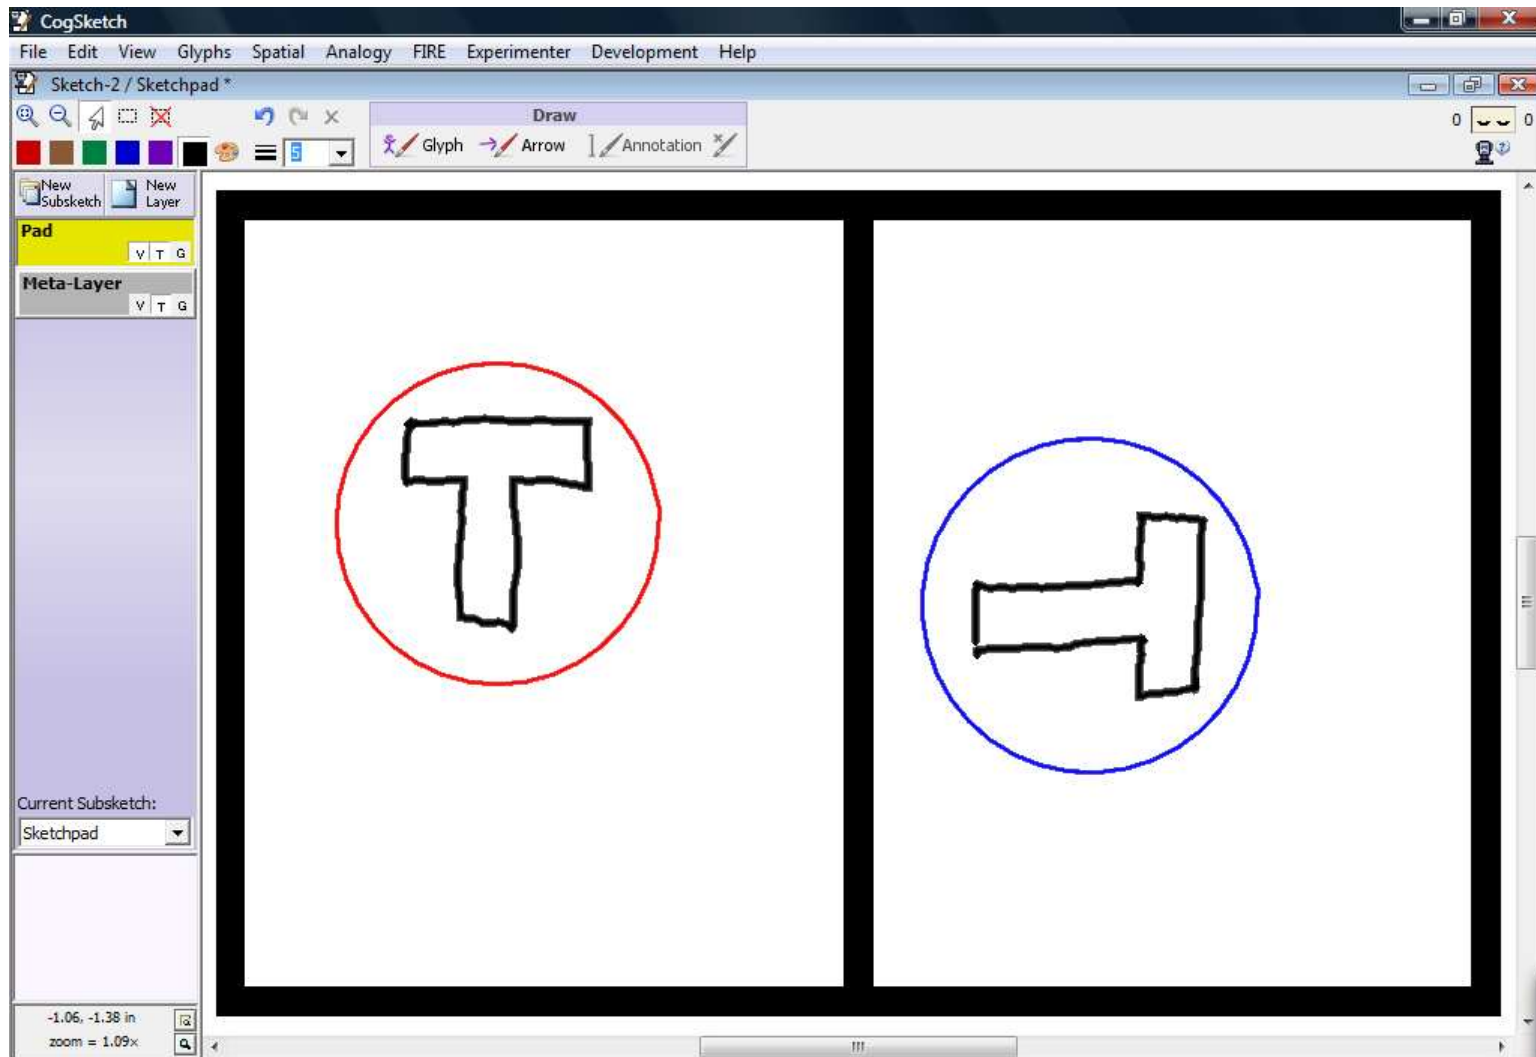 CogSketch
File Edit View Glyphs Spatial Analogy FIRE Experimenter Development Help
Sketch-2 / Sketchpad *
Draw
0 0
5 Glyph Arrow Annotation
New Subsketch
New Layer
Pad
V T G
Meta-Layer
V T G
T
T
Current Subsketch:
Sketchpad
-1.06, -1.38 in
zoom = 1.09×